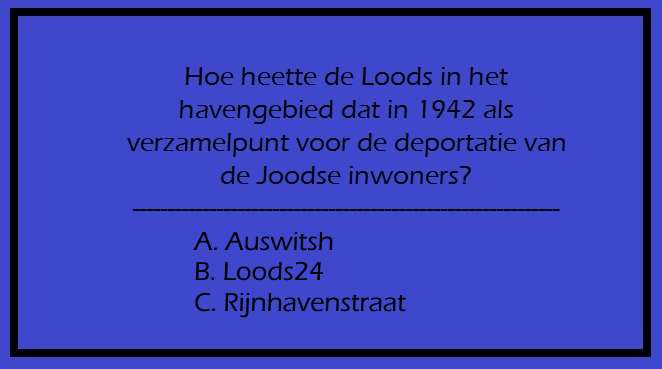 Hoe heette de Loods in het
havengebied dat in 1942 als
verzamelpunt voor de deportatie van
de Joodse inwoners?
A. Auswitsh
B. Loods24
C. Rijnhavenstraat